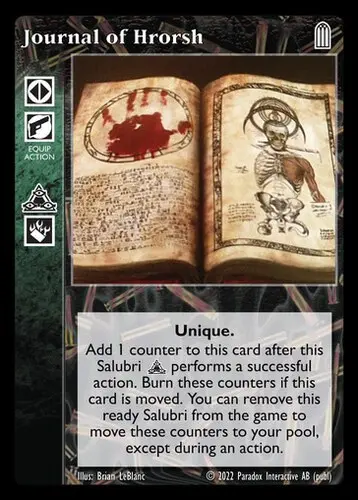 Journal of Hrorsh
EQUIP
ACTION
Unique.
Add 1 counter to this card after this
Salubri performs a successful
action. Burn these counters if this
card is moved. You can remove this
ready Salubri from the game to
move these counters to your pool,
except during an action.
Illus: Brian LeBlanc © 2022 Paradox Interactive AB (publ)